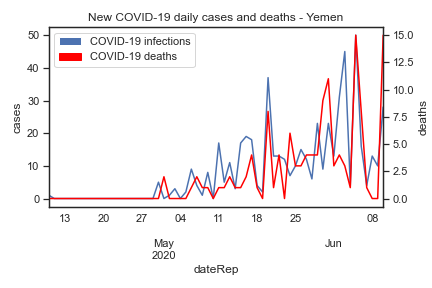 New COVID-19 daily cases and deaths - Yemen
COVID-19 infections
COVID-19 deaths
50
40
30
20
10
0
cases
15.0
12.5
10.0
7.5
5.0
2.5
0.0
deaths
13 20 27 04 11 18 25 08
May Jun
2020
dateRep